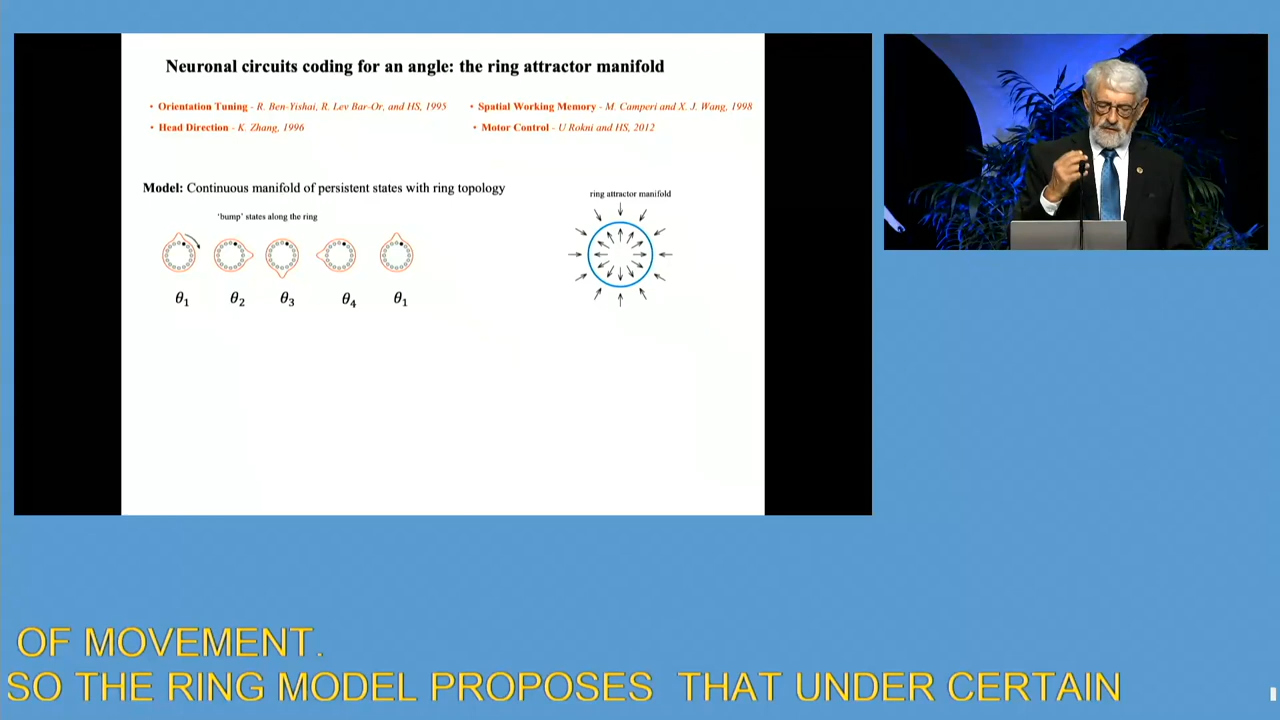 Neuronal circuits coding for an angle: the ring attractor manifold
• Orientation Tuning - R. Ben-Yishai, R. Lev Bar-Or, and HS, 1995
• Spatial Working Memory - M. Camperi and X. J. Wang, 1998
• Head Direction - K. Zhang, 1996
• Motor Control - U Rokni and HS, 2012
Model: Continuous manifold of persistent states with ring topology
ring attractor manifold
'bump' states along the ring
θ1 θ2 θ3 θ4 θ1
OF MOVEMENT.
SO THE RING MODEL PROPOSES THAT UNDER CERTAIN